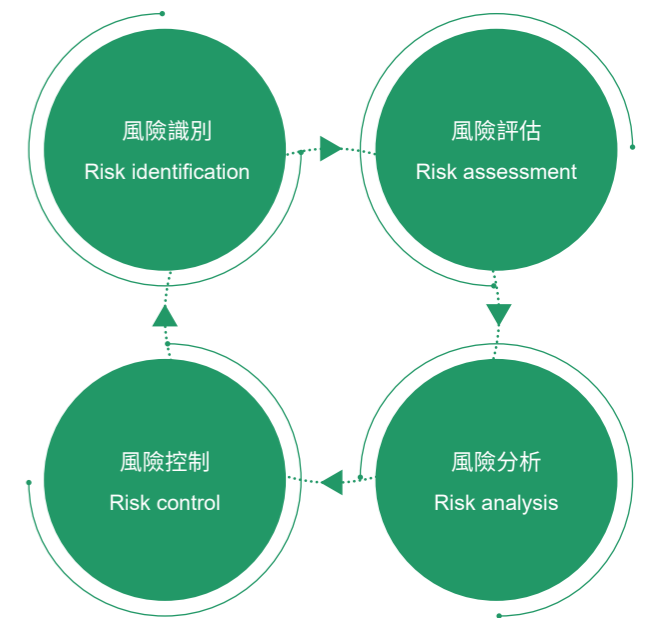 風險識別
Risk identification
風險評估
Risk assessment
風險控制
Risk control
風險分析
Risk analysis